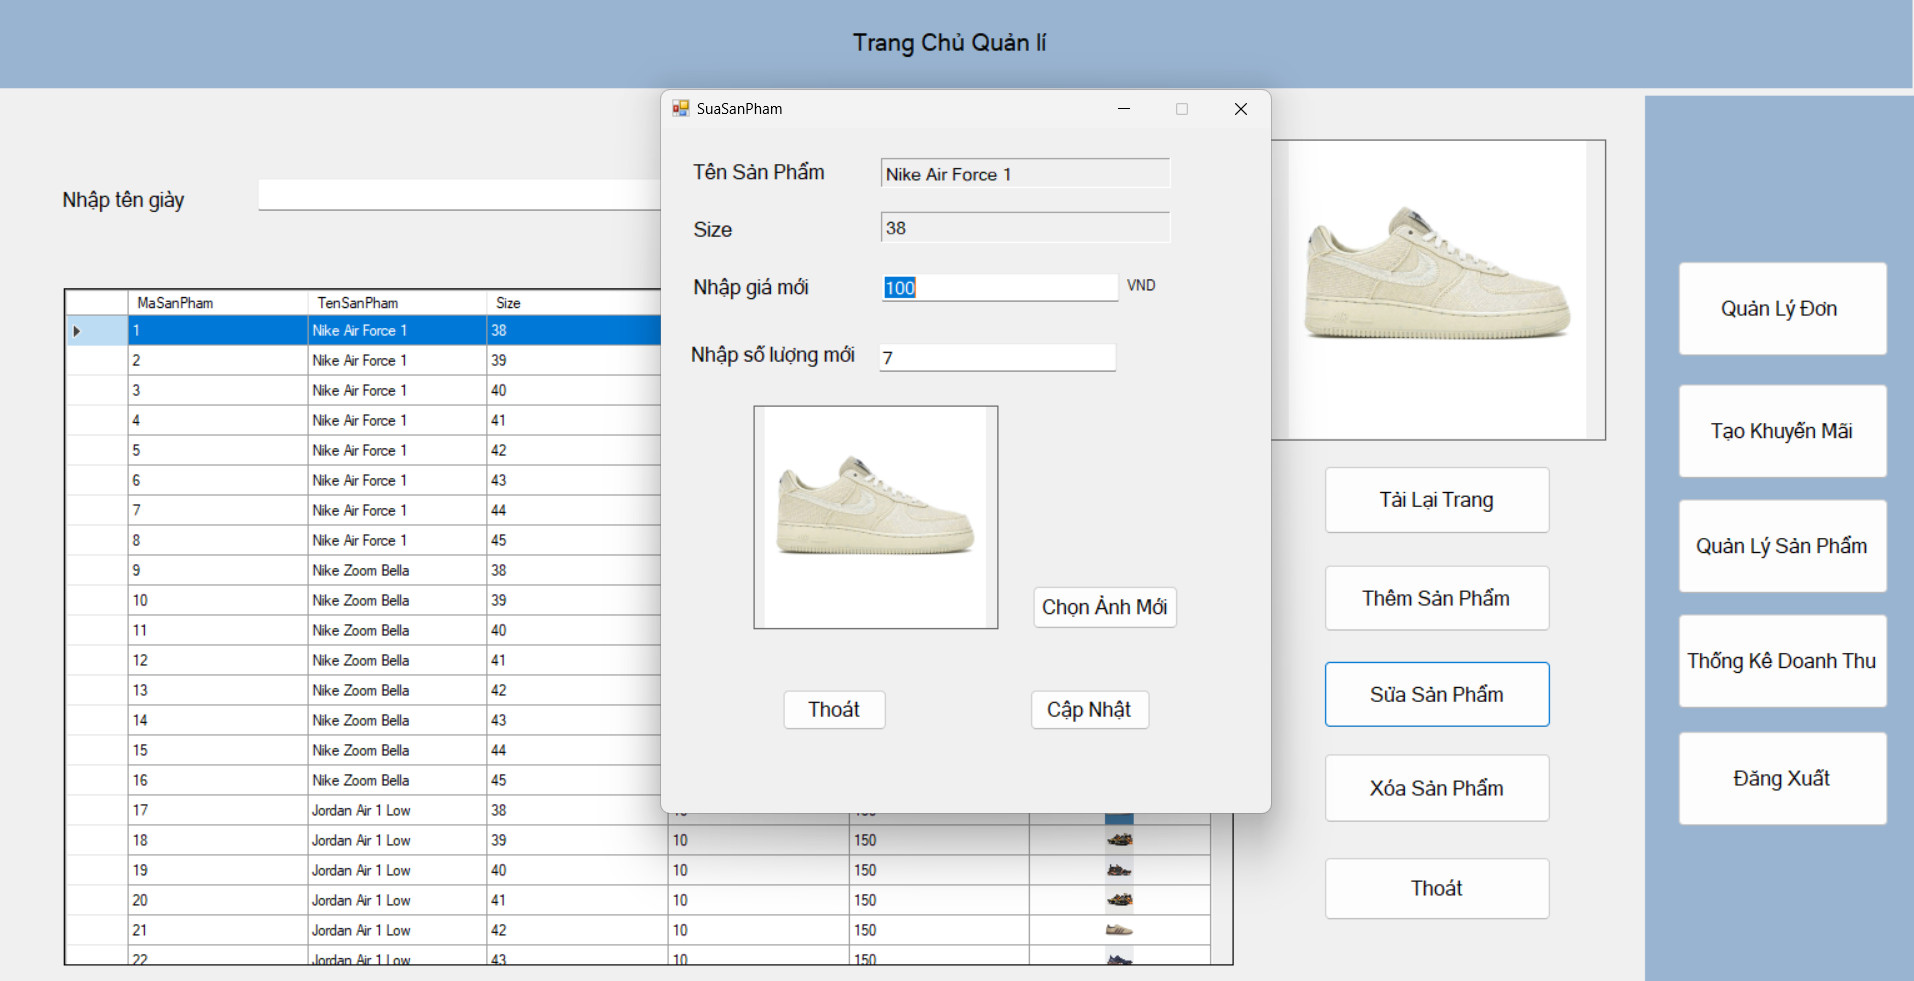 Trang Chủ Quản lí
SuaSanPham
Tên Sản Phẩm
Nike Air Force 1
Size
38
Nhập giá mới
100
VND
Nhập số lượng mới
7
Chọn Ảnh Mới
Thoát
Cập Nhật
Nhập tên giày
MaSanPham TenSanPham Size
1 Nike Air Force 1 38
2 Nike Air Force 1 39
3 Nike Air Force 1 40
4 Nike Air Force 1 41
5 Nike Air Force 1 42
6 Nike Air Force 1 43
7 Nike Air Force 1 44
8 Nike Air Force 1 45
9 Nike Zoom Bella 38
10 Nike Zoom Bella 39
11 Nike Zoom Bella 40
12 Nike Zoom Bella 41
13 Nike Zoom Bella 42
14 Nike Zoom Bella 43
15 Nike Zoom Bella 44
16 Nike Zoom Bella 45
17 Jordan Air 1 Low 38
18 Jordan Air 1 Low 39 10 150
19 Jordan Air 1 Low 40 10 150
20 Jordan Air 1 Low 41 10 150
21 Jordan Air 1 Low 42 10 150
22 Jordan Air 1 Low 43 10 150
Tải Lại Trang
Thêm Sản Phẩm
Sửa Sản Phẩm
Xóa Sản Phẩm
Thoát
Quản Lý Đơn
Tạo Khuyến Mãi
Quản Lý Sản Phẩm
Thống Kê Doanh Thu
Đăng Xuất